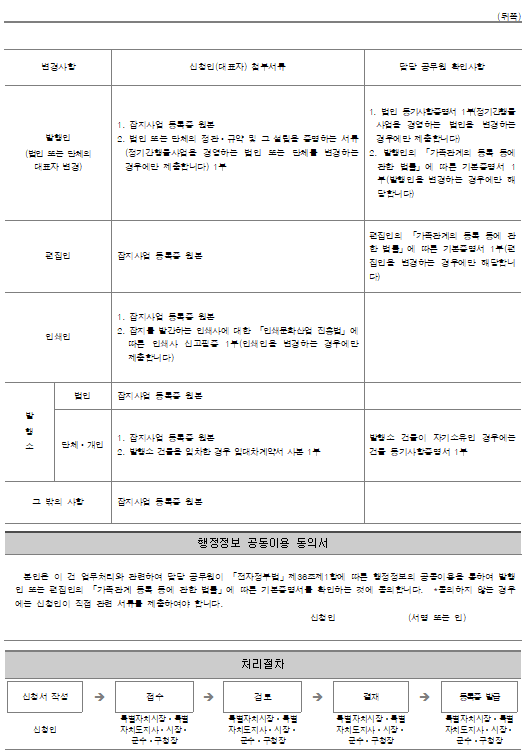 (뒤쪽)
변경사항
신청인(대표자) 첨부서류
담당 공무원 확인사항
발행인
(법인 또는 단체의
대표자 변경)
1. 잡지사업 등록증 원본
2. 법인 또는 단체의 정관ㆍ규약 및 그 설립을 증명하는 서류
(정기간행물사업을 경영하는 법인 또는 단체를 변경하는
경우에만 제출합니다) 1부
1. 법인 등기사항증명서 1부(정기간행물
사업을 경영하는 법인을 변경하는
경우에만 제출합니다)
2. 발행인의 「가족관계의 등록 등에
관한 법률」에 따른 기본증명서 1
부(발행인을 변경하는 경우에만 해
당합니다)
편집인
잡지사업 등록증 원본
편집인의 「가족관계의 등록 등에 관
한 법률」에 따른 기본증명서 1부(편
집인을 변경하는 경우에만 해당합니
다)
인쇄인
1. 잡지사업 등록증 원본
2. 잡지를 발간하는 인쇄사에 대한 「인쇄문화산업 진흥법」에
따른 인쇄사 신고필증 1부(인쇄인을 변경하는 경우에만
제출합니다)
발
행
소
법인
잡지사업 등록증 원본
단체ㆍ개인
1. 잡지사업 등록증 원본
2. 발행소 건물을 임차한 경우 임대차계약서 사본 1부
발행소 건물이 자기소유인 경우에는
건물 등기사항증명서 1부
그 밖의 사항
잡지사업 등록증 원본
행정정보 공동이용 동의서
본인은 이 건 업무처리와 관련하여 담당 공무원이 「전자정부법」제36조제1항에 따른 행정정보의 공동이용을 통하여 발행
인 또는 편집인의 「가족관계 등록 등에 관한 법률」에 따른 기본증명서를 확인하는 것에 동의합니다. *동의하지 않는 경우
에는 신청인이 직접 관련 서류를 제출하여야 합니다.
신청인 (서명 또는 인)
처리절차
신청서 작성 ➔ 접수 ➔ 검토 ➔ 결재 ➔ 등록증 발급
신청인
특별자치시장ㆍ특별
자치도지사ㆍ시장ㆍ
군수ㆍ구청장
특별자치시장ㆍ특별
자치도지사ㆍ시장ㆍ
군수ㆍ구청장
특별자치시장ㆍ특별
자치도지사ㆍ시장ㆍ
군수ㆍ구청장
특별자치시장ㆍ특별
자치도지사ㆍ시장ㆍ
군수ㆍ구청장